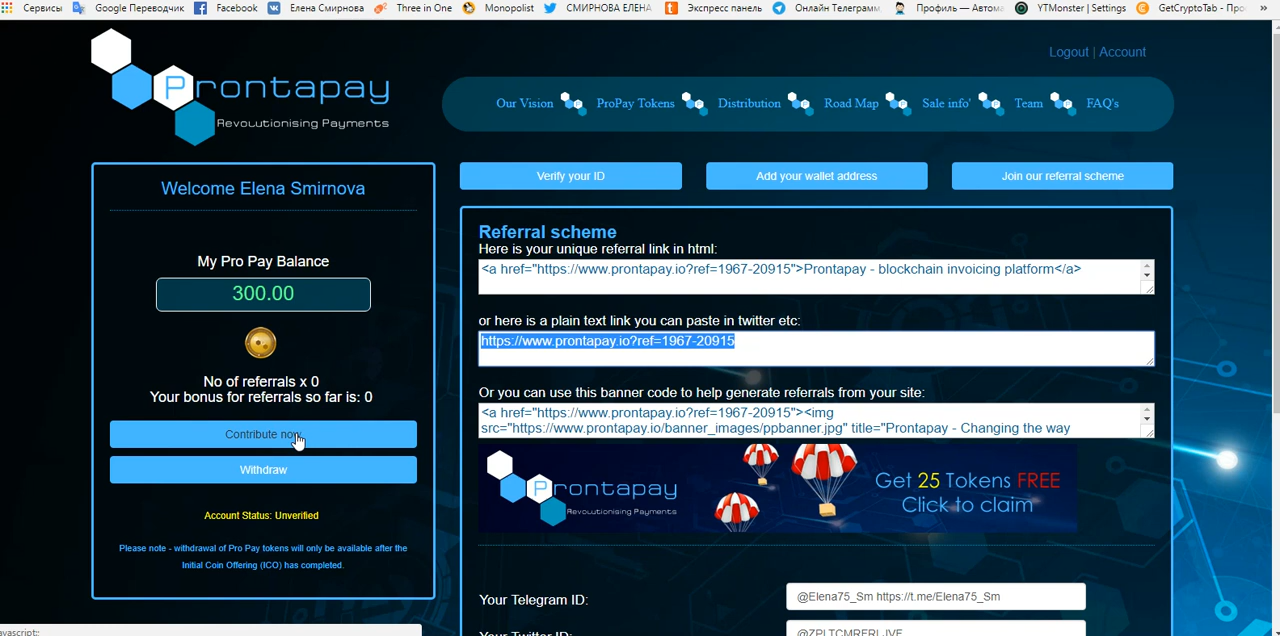 Сервисы Google Переводчик Facebook Елена Смирнова Three in One Monopolist СМИРНОВА ЕЛЕНА Экспресс панель Онлайн Телеграмм Профиль — Автома YTMonster | Settings GetCryptoTab - Про »
Prontapay
Revolutionising Payments
Logout | Account
Our Vision ProPay Tokens Distribution Road Map Sale info' Team FAQ's
Welcome Elena Smirnova
My Pro Pay Balance
300.00
No of referrals x 0
Your bonus for referrals so far is: 0
Contribute now
Withdraw
Account Status: Unverified
Please note - withdrawal of Pro Pay tokens will only be available after the
Initial Coin Offering (ICO) has completed.
Verify your ID Add your wallet address Join our referral scheme
Referral scheme
Here is your unique referral link in html:
<a href="https://www.prontapay.io?ref=1967-20915">Prontapay - blockchain invoicing platform</a>
or here is a plain text link you can paste in twitter etc:
https://www.prontapay.io?ref=1967-20915
Or you can use this banner code to help generate referrals from your site:
<a href="https://www.prontapay.io?ref=1967-20915"><img
src="https://www.prontapay.io/banner_images/ppbanner.jpg" title="Prontapay - Changing the way
Prontapay
Revolutionising Payments
Get 25 Tokens FREE
Click to claim
Your Telegram ID: @Elena75_Sm https://t.me/Elena75_Sm
Your Twitter ID: